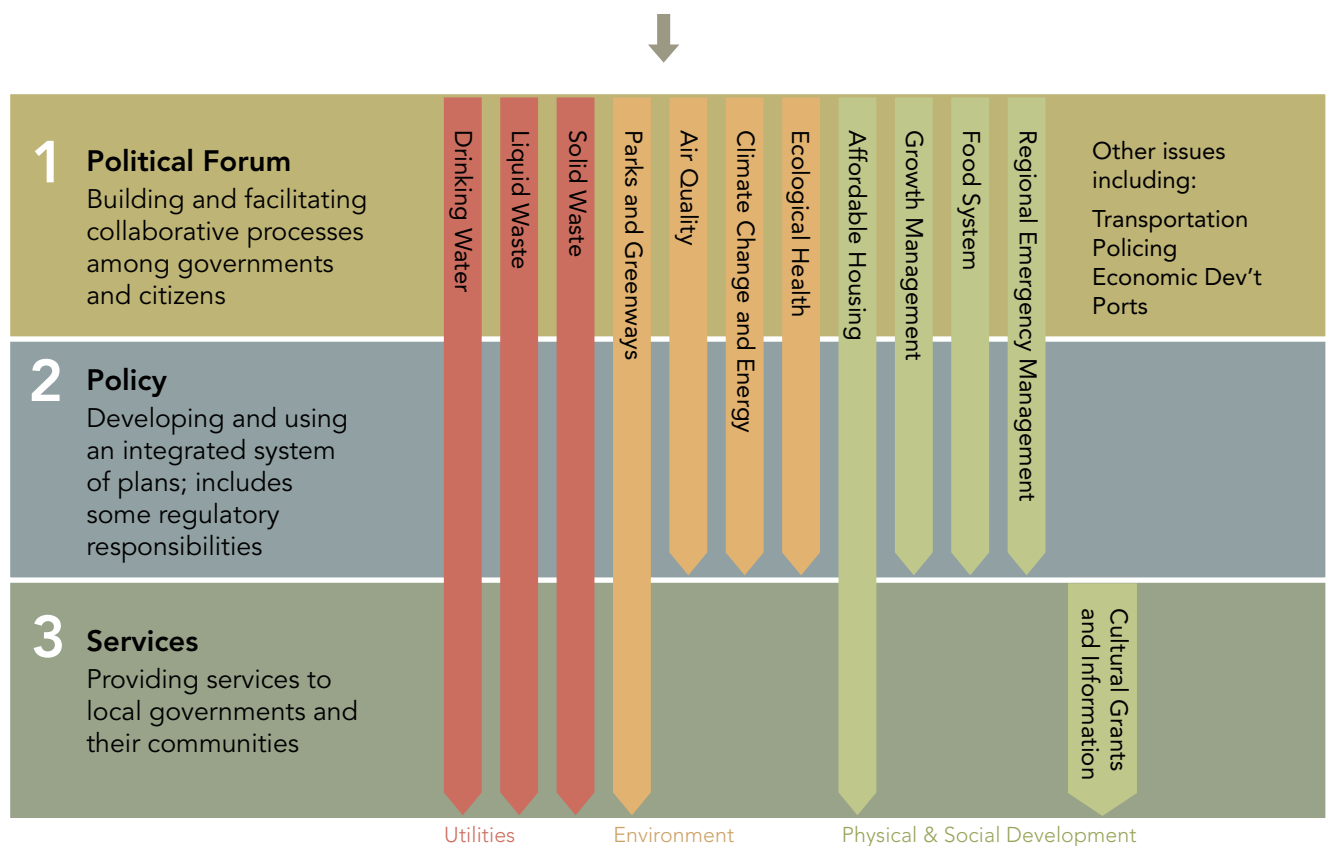 1
Political Forum
Building and facilitating
collaborative processes
among governments
and citizens
Drinking Water
Liquid Waste
Solid Waste
Parks and Greenways
Air Quality
Climate Change and Energy
Ecological Health
Affordable Housing
Growth Management
Food System
Regional Emergency Management
Other issues
including:
Transportation
Policing
Economic Dev’t
Ports
2
Policy
Developing and using
an integrated system
of plans; includes
some regulatory
responsibilities
3
Services
Providing services to
local governments and
their communities
Cultural Grants
and Information
Utilities
Environment
Physical & Social Development